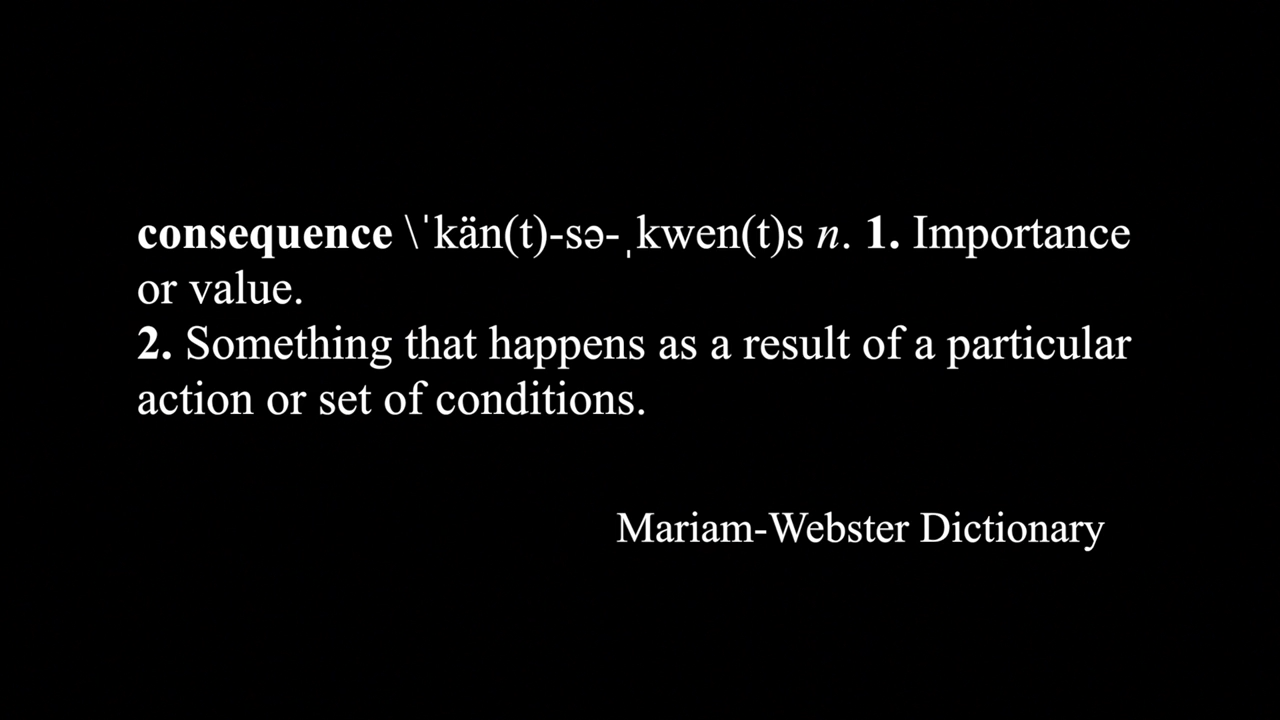 consequence \ˈkän(t)-sə-ˌkwen(t)s n. 1. Importance
or value.
2. Something that happens as a result of a particular
action or set of conditions.
Mariam-Webster Dictionary